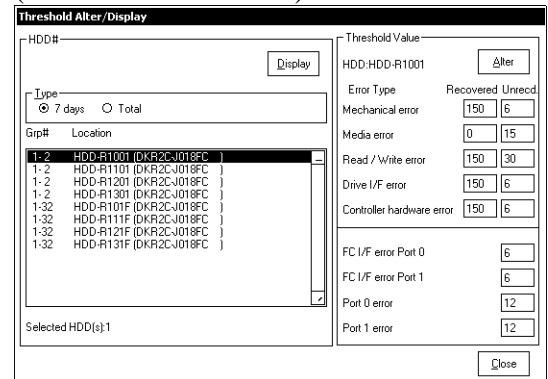 Threshold Alter/Display
HDD#
Display
Type
7 days
Total
Grp# Location
1- 2 HDD-R1001 (DKR2C-J018FC )
1- 2 HDD-R1101 (DKR2C-J018FC )
1- 2 HDD-R1201 (DKR2C-J018FC )
1- 2 HDD-R1301 (DKR2C-J018FC )
1-32 HDD-R101F (DKR2C-J018FC )
1-32 HDD-R111F (DKR2C-J018FC )
1-32 HDD-R121F (DKR2C-J018FC )
1-32 HDD-R131F (DKR2C-J018FC )
Selected HDD(s):1
Threshold Value
HDD:HDD-R1001 Alter
Error Type Recovered Unrecd.
Mechanical error 150 6
Media error 0 15
Read / Write error 150 30
Drive I/F error 150 6
Controller hardware error 150 6
FC I/F error Port 0 6
FC I/F error Port 1 6
Port 0 error 12
Port 1 error 12
Close